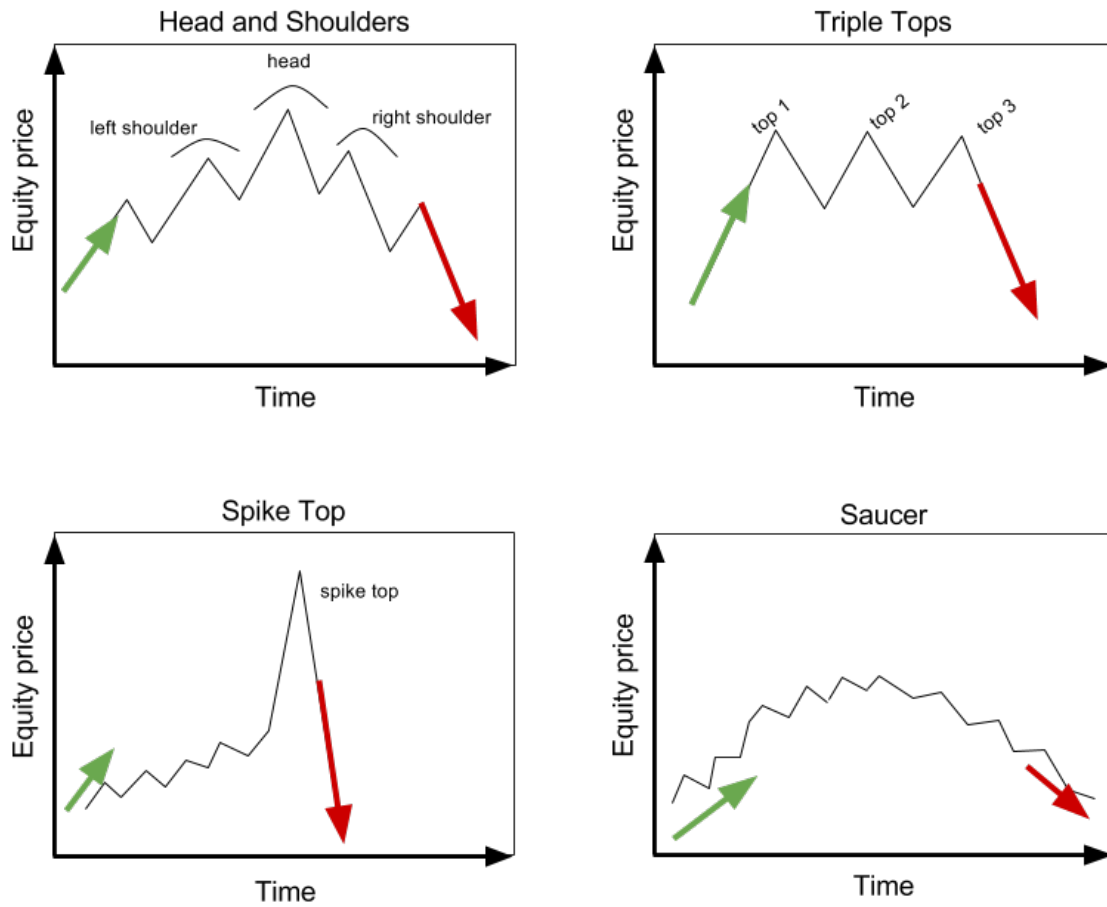 Head and Shoulders
head
left shoulder
right shoulder
Equity price
Time
Triple Tops
top 1
top 2
top 3
Equity price
Time
Spike Top
spike top
Equity price
Time
Saucer
Equity price
Time